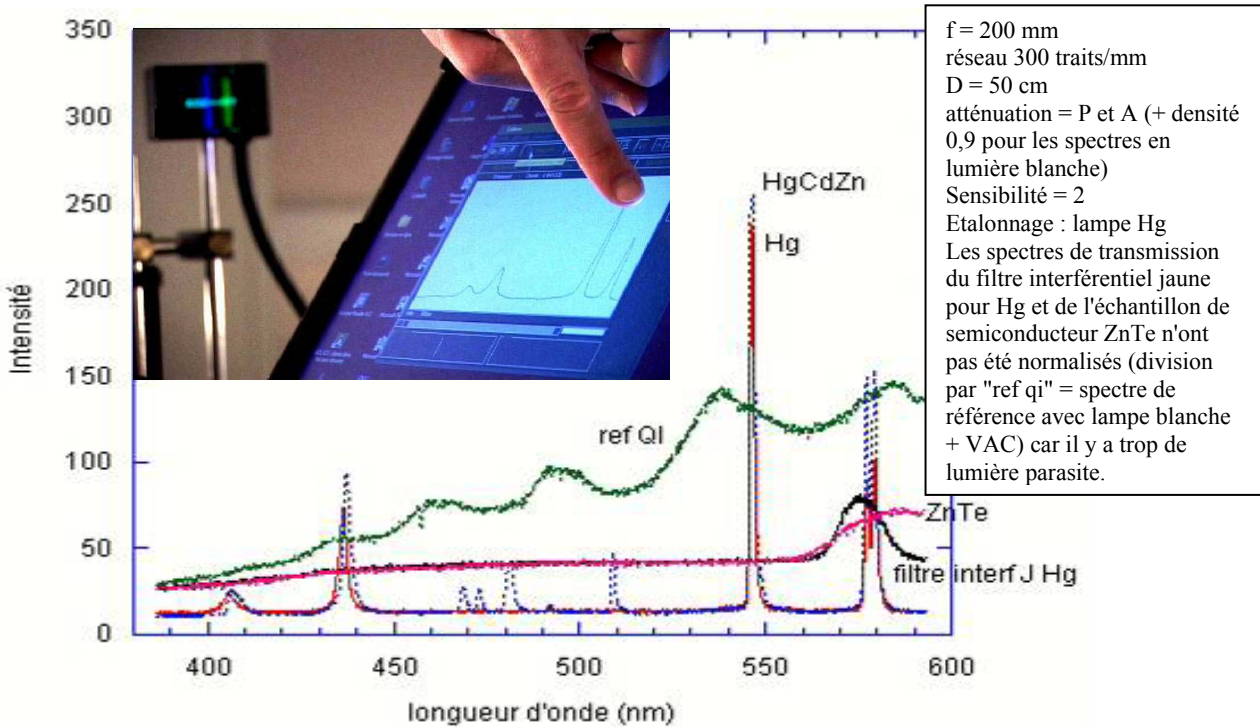 350
300
250
200
150
100
50
0
Intensité
400
450
500
550
600
longueur d'onde (nm)
HgCdZn
Hg
ref QI
ZnTe
filtre interf J Hg
f = 200 mm
réseau 300 traits/mm
D = 50 cm
atténuation = P et A (+ densité
0,9 pour les spectres en
lumière blanche)
Sensibilité = 2
Etalonnage : lampe Hg
Les spectres de transmission
du filtre interférentiel jaune
pour Hg et de l'échantillon de
semiconducteur ZnTe n'ont
pas été normalisés (division
par "ref qi" = spectre de
référence avec lampe blanche
+ VAC) car il y a trop de
lumière parasite.